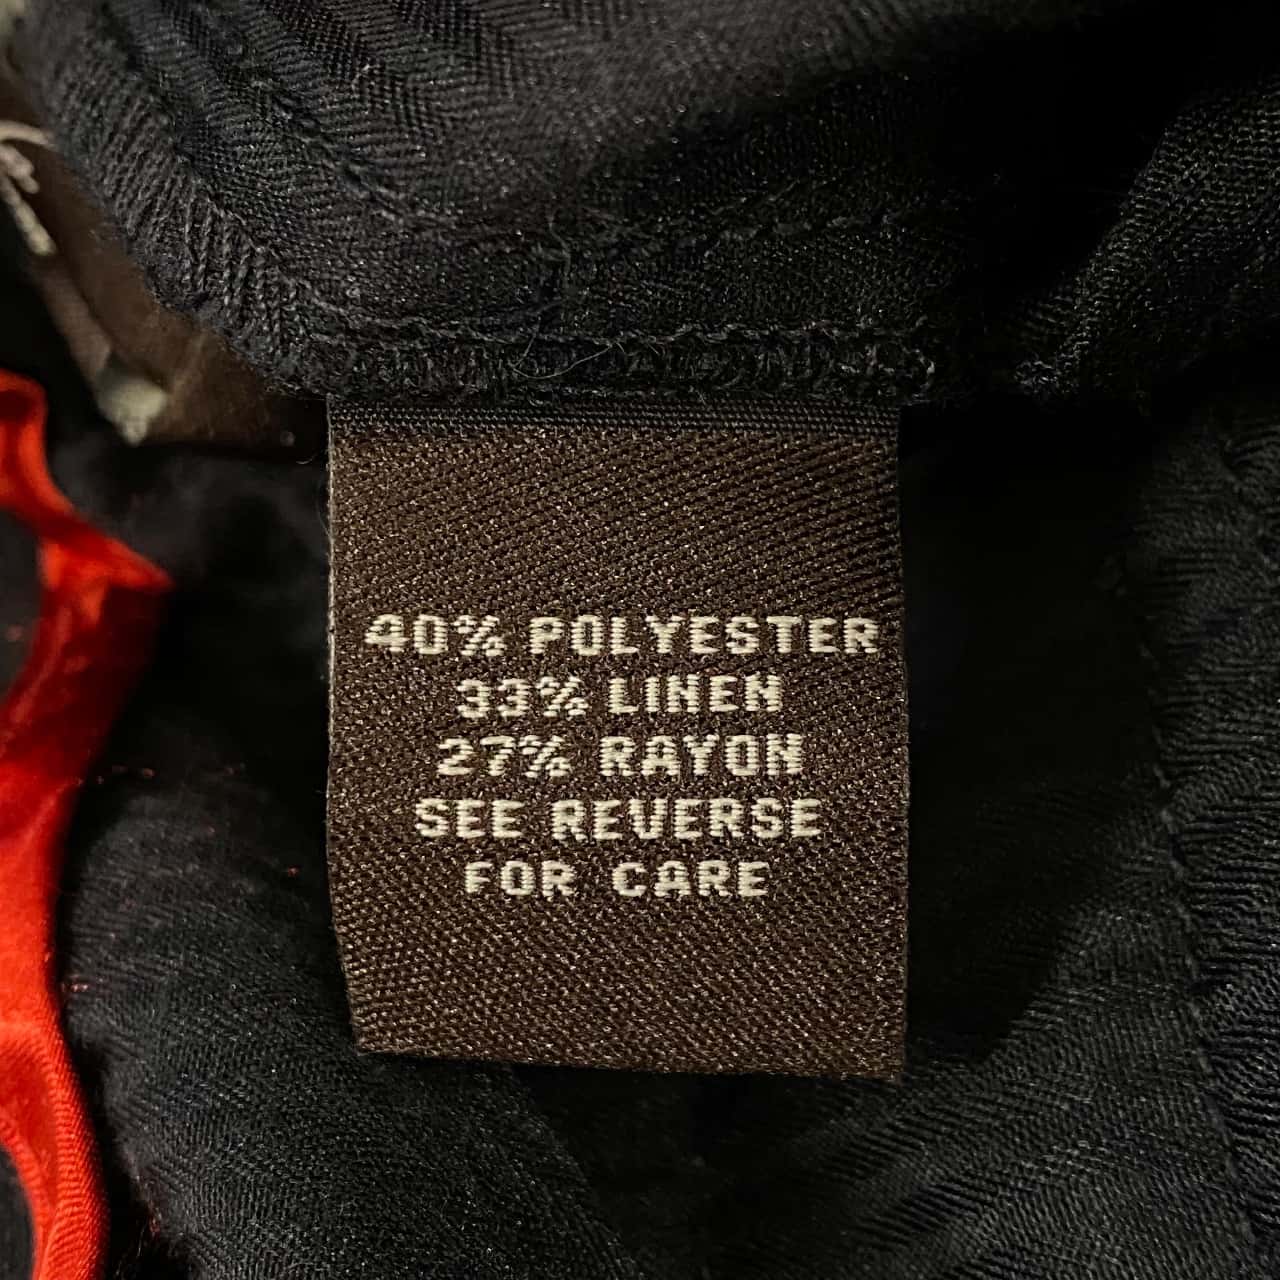 40% POLYESTER
33% LINEN
27% RAYON
SEE REVERSE
FOR CARE